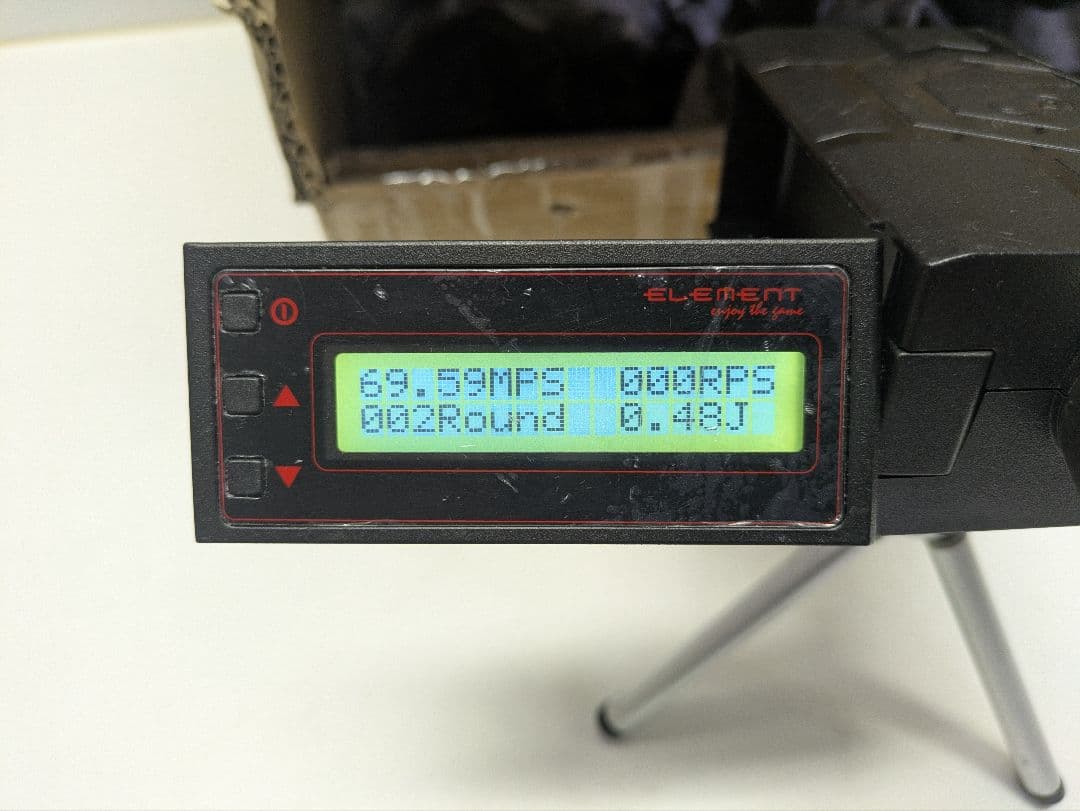 ELEMENT
enjoy the game
69.59MPS 000RPS
002Round 0.48J